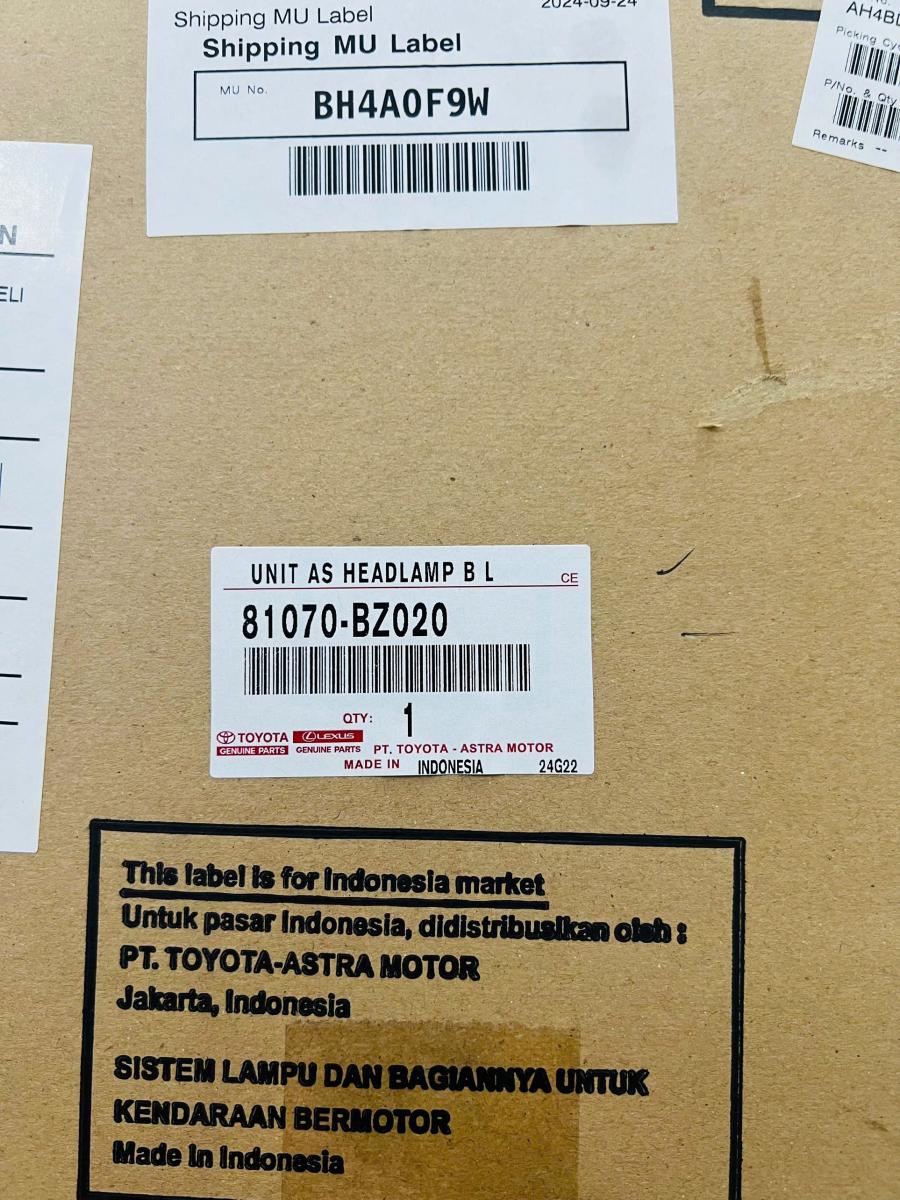 Shipping MU Label
2024-09-24
Shipping MU Label
MU No.
BH4A0F9W
AH4B
Picking Cy
P/No. & Qty
Remarks --
N
ELI
UNIT AS HEADLAMP B L
CE
81070-BZ020
QTY: 1
TOYOTA LEXUS
GENUINE PARTS GENUINE PARTS PT. TOYOTA - ASTRA MOTOR
MADE IN INDONESIA 24G22
This label is for Indonesia market
Untuk pasar Indonesia, didistribusikan oleh :
PT. TOYOTA-ASTRA MOTOR
Jakarta, Indonesia
SISTEM LAMPU DAN BAGIANNYA UNTUK
KENDARAAN BERMOTOR
Made In Indonesia